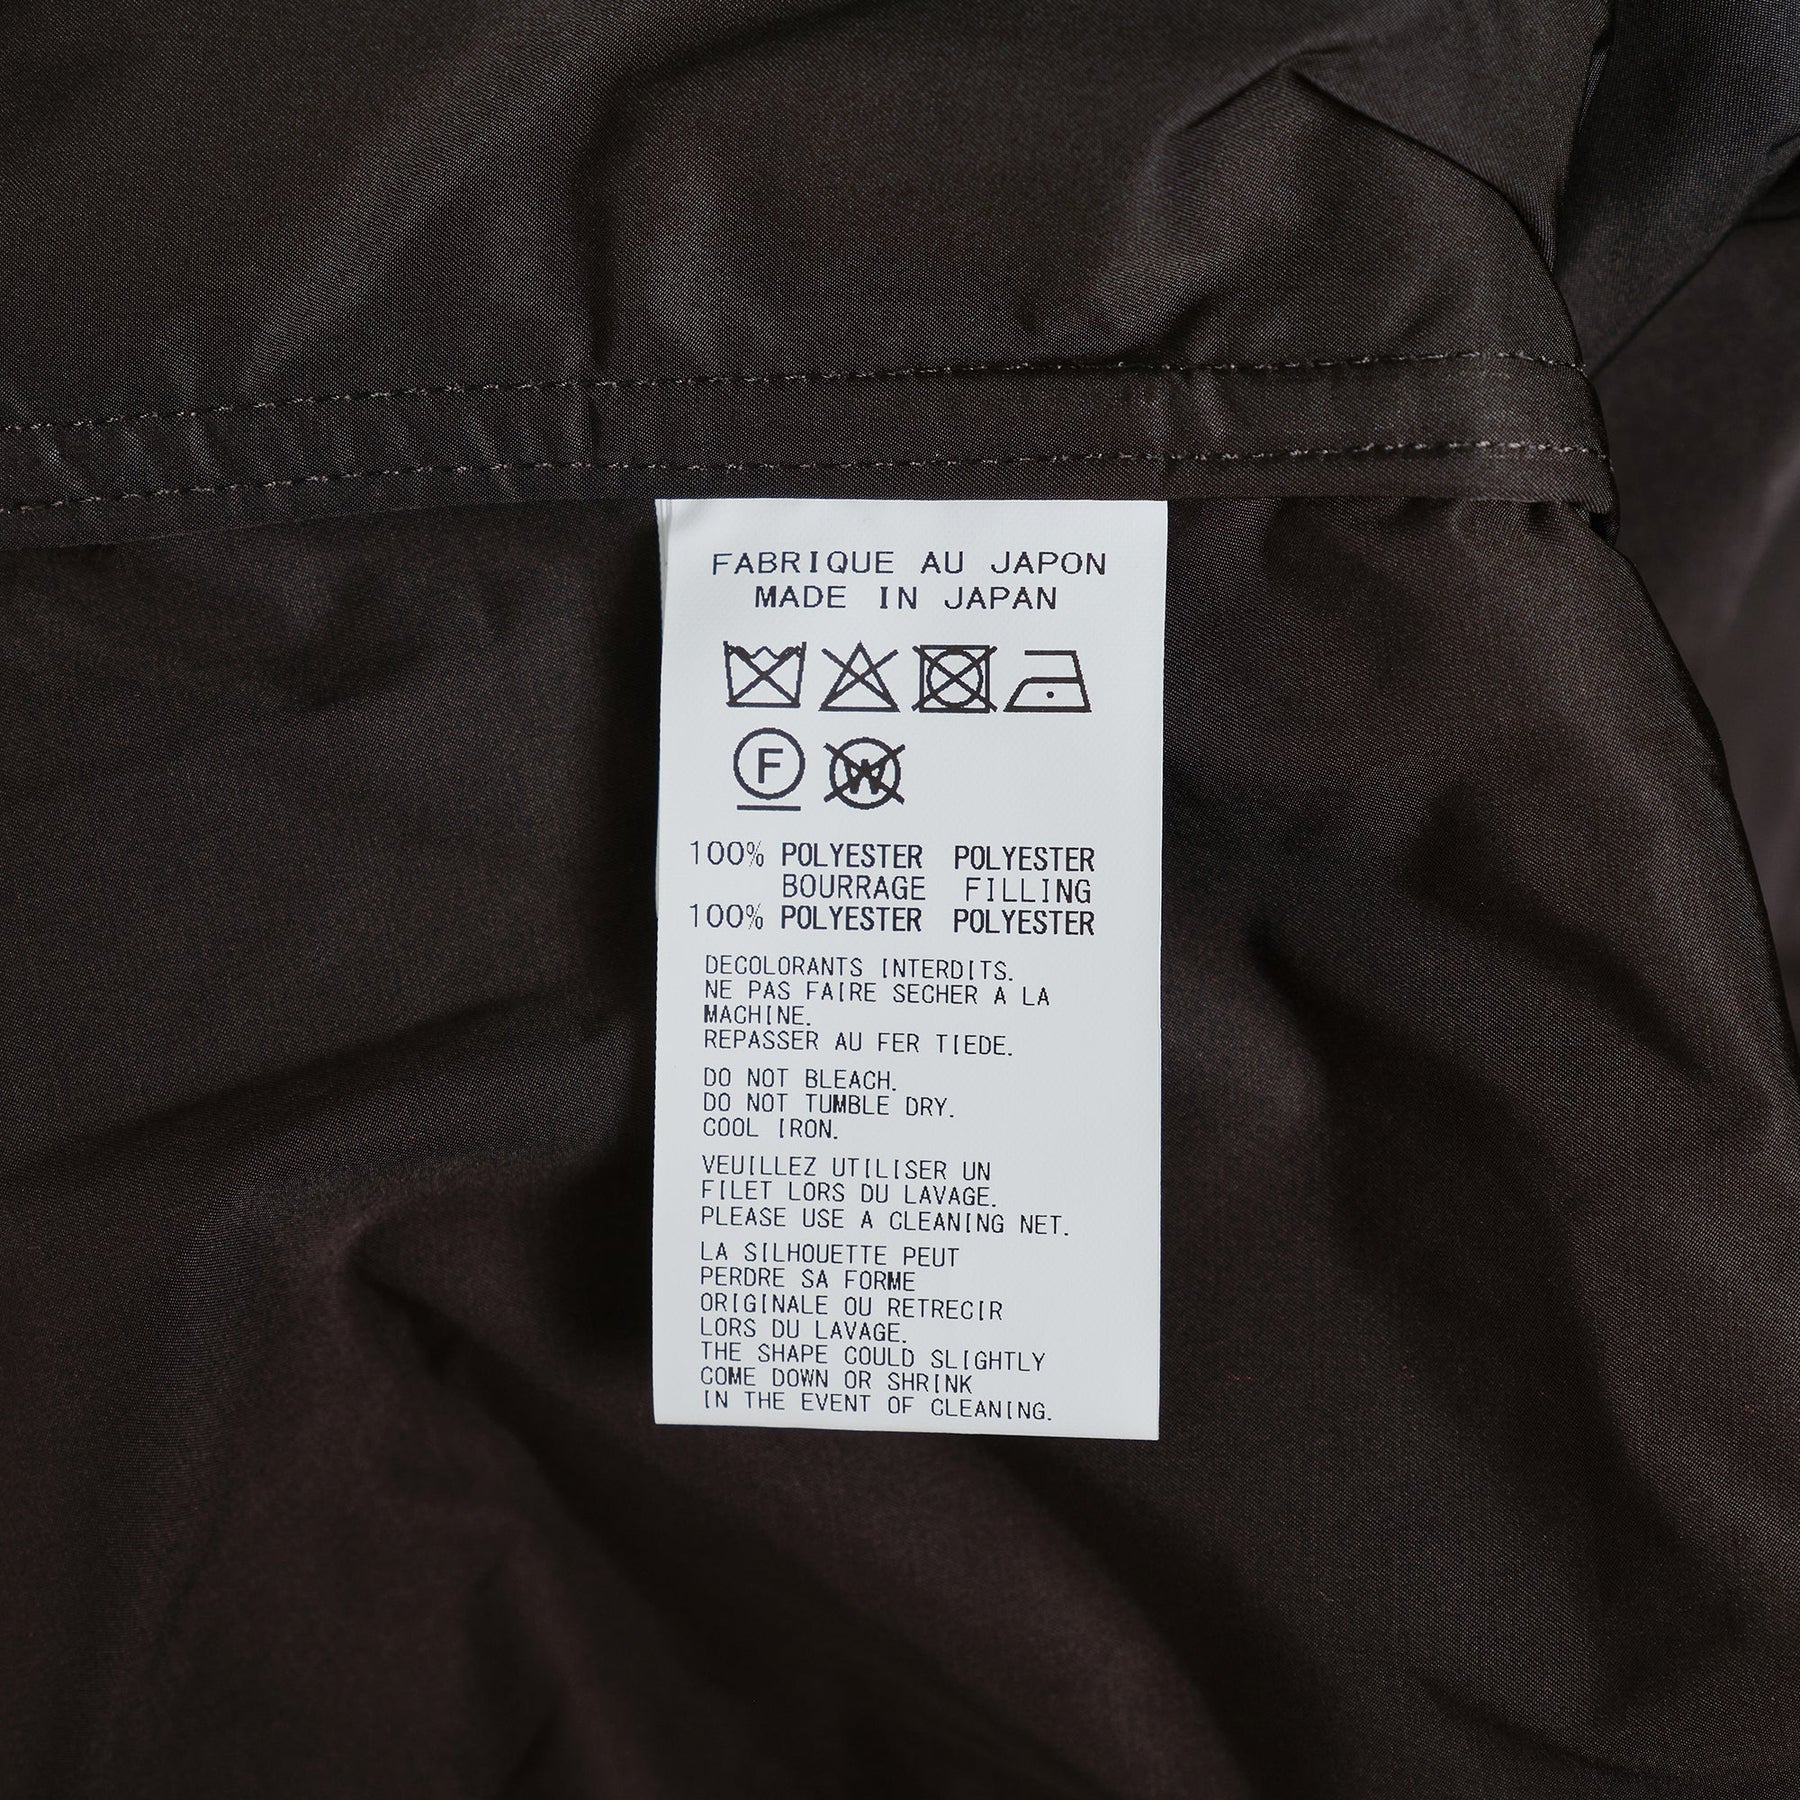 FABRIQUE AU JAPON
MADE IN JAPAN
F W
100% POLYESTER POLYESTER
BOURRAGE FILLING
100% POLYESTER POLYESTER
DECOLORANTS INTERDITS.
NE PAS FAIRE SECHER A LA
MACHINE.
REPASSER AU FER TIEDE.
DO NOT BLEACH.
DO NOT TUMBLE DRY.
COOL IRON.
VEUILLEZ UTILISER UN
FILET LORS DU LAVAGE.
PLEASE USE A CLEANING NET.
LA SILHOUETTE PEUT
PERDRE SA FORME
ORIGINALE OU RETRECIR
LORS DU LAVAGE.
THE SHAPE COULD SLIGHTLY
COME DOWN OR SHRINK
IN THE EVENT OF CLEANING.